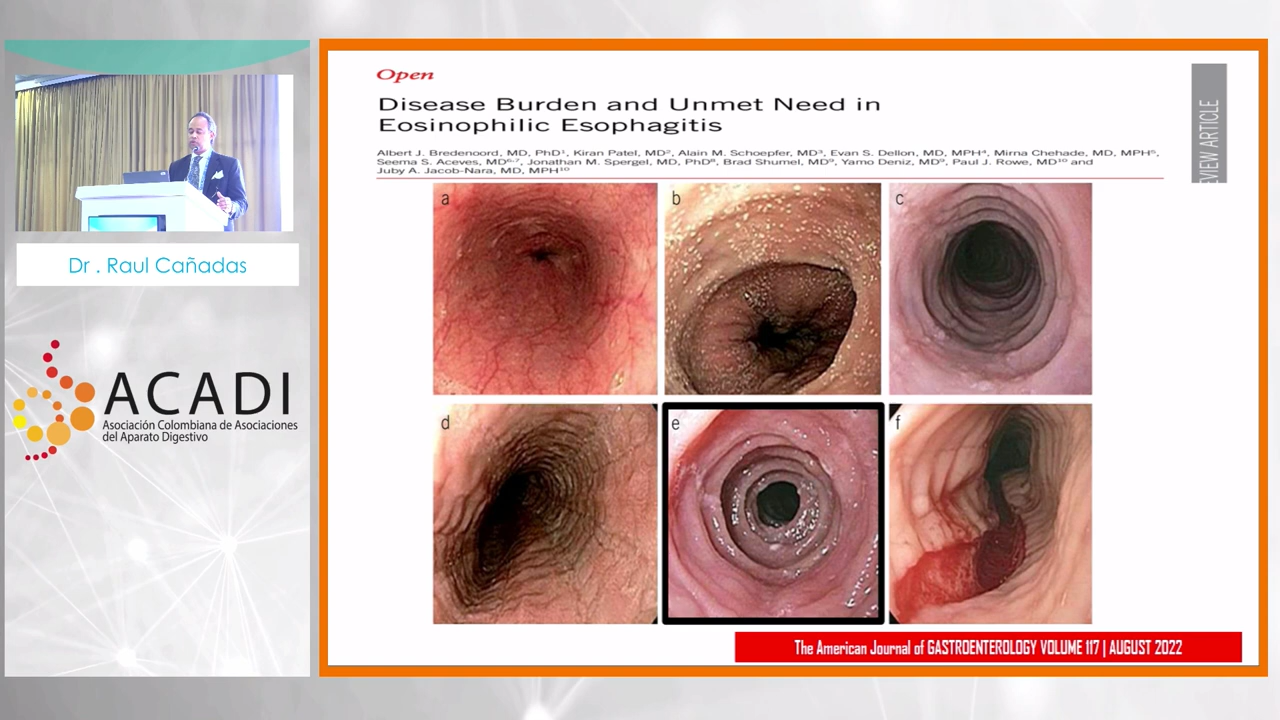 Dr . Raul Cañadas
ACADI
Asociación Colombiana de Asociaciones
del Aparato Digestivo
Open
Disease Burden and Unmet Need in
Eosinophilic Esophagitis
Albert J. Bredenoord, MD, PhD¹, Kiran Patel, MD², Alain M. Schoepfer, MD³, Evan S. Dellon, MD, MPH⁴, Mirna Chehade, MD, MPH⁵,
Seema S. Aceves, MD⁶·⁷, Jonathan M. Spergel, MD, PhD⁸, Brad Shumel, MD⁹, Yamo Deniz, MD⁹, Paul J. Rowe, MD¹⁰ and
Juby A. Jacob-Nara, MD, MPH¹⁰
VIEW ARTICLE
a
b
c
d
e
f
The American Journal of GASTROENTEROLOGY VOLUME 117 | AUGUST 2022